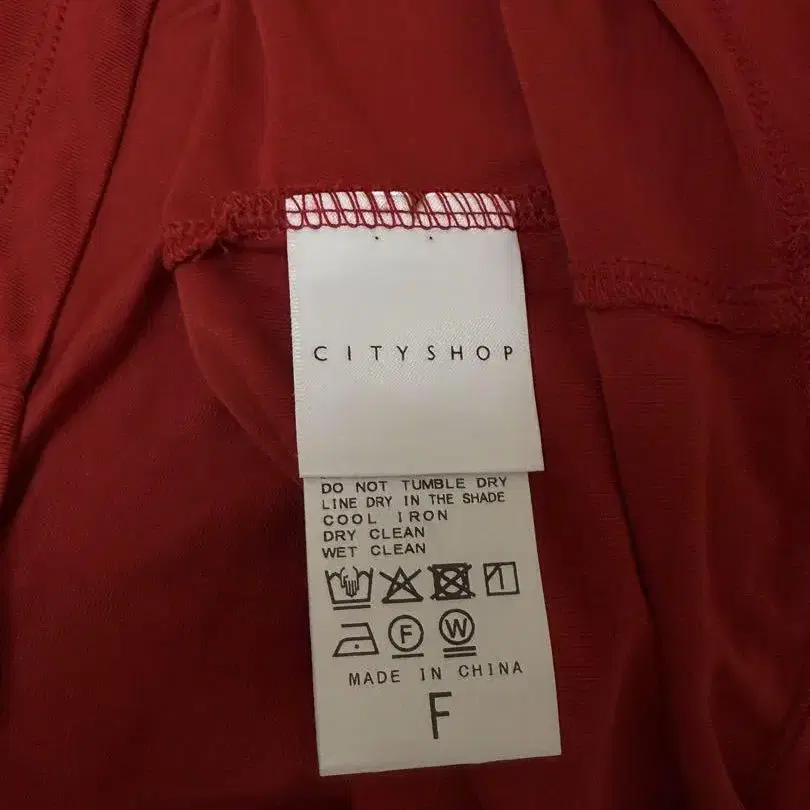 CITYSHOP
DO NOT TUMBLE DRY
LINE DRY IN THE SHADE
COOL IRON
DRY CLEAN
WET CLEAN
F W
MADE IN CHINA
F